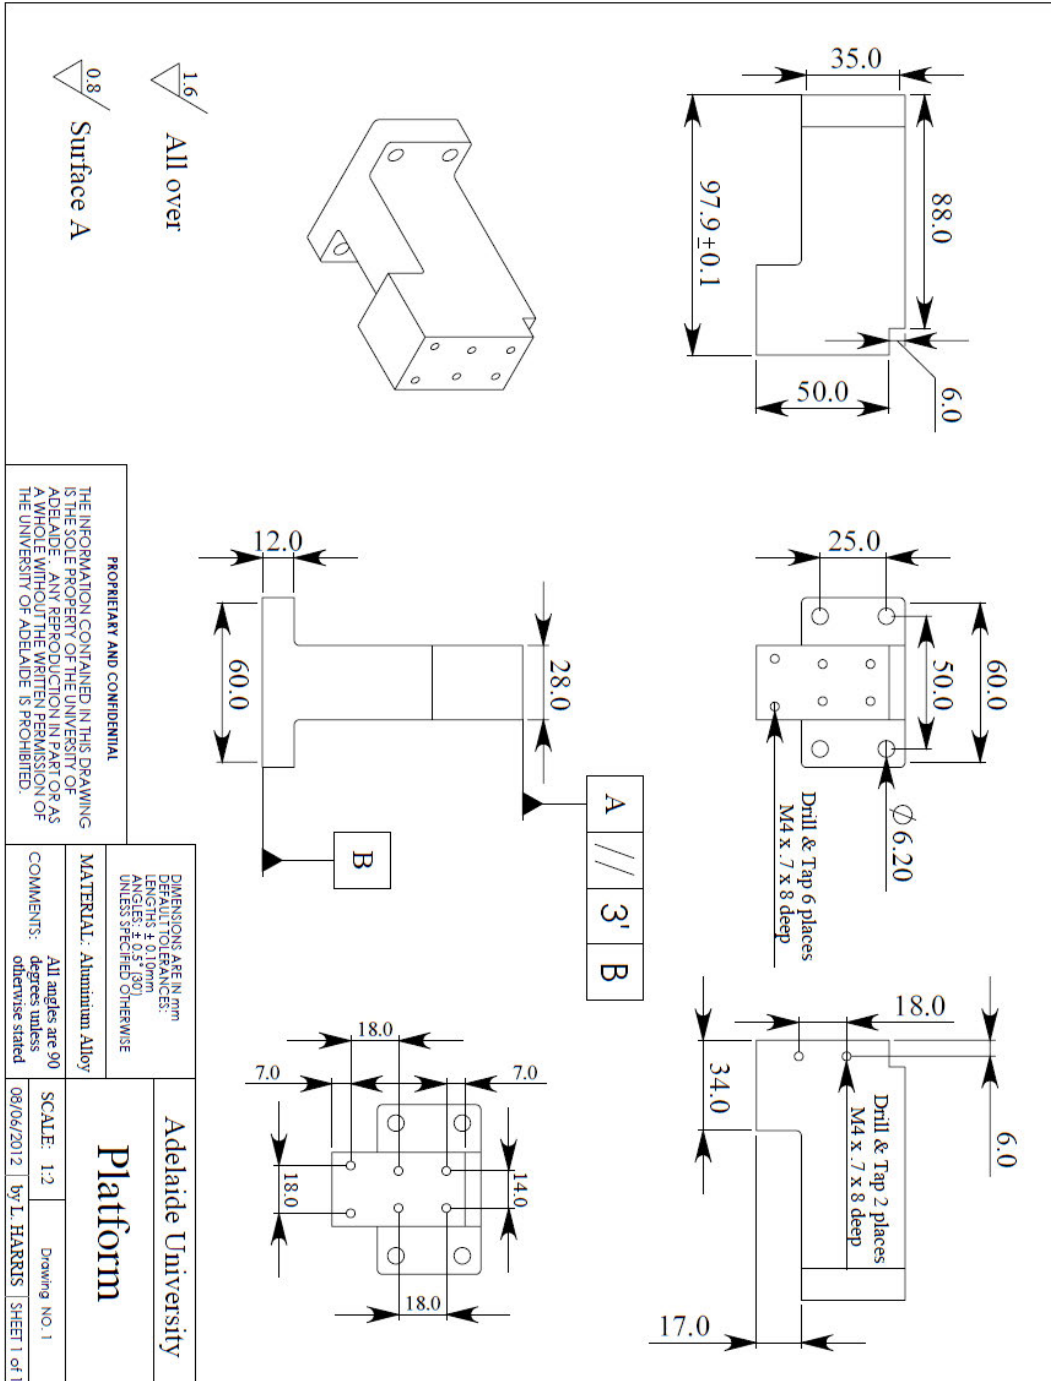 35.0
88.0
97.9±0.1
50.0
6.0
1.6
All over
0.8
Surface A
25.0
50.0
60.0
Ø6.20
Drill & Tap 6 places
M4 x .7 x 8 deep
12.0
60.0
28.0
A // 3' B
B
18.0
6.0
34.0
Drill & Tap 2 places
M4 x .7 x 8 deep
17.0
18.0
7.0
7.0
14.0
18.0
18.0
PROPRIETARY AND CONFIDENTIAL
THE INFORMATION CONTAINED IN THIS DRAWING
IS THE SOLE PROPERTY OF THE UNIVERSITY OF
ADELAIDE . ANY REPRODUCTION IN PART OR AS
A WHOLE WITHOUT THE WRITTEN PERMISSION OF
THE UNIVERSITY OF ADELAIDE IS PROHIBITED.
DIMENSIONS ARE IN mm
DEFAULT TOLERANCES:
LENGTHS ± 0.10mm
ANGLES: ± 0.5° (30')
UNLESS SPECIFIED OTHERWISE
MATERIAL: Aluminium Alloy
COMMENTS: All angles are 90
degrees unless
otherwise stated
Adelaide University
Platform
SCALE: 1:2
Drawing NO. 1
08/06/2012
by L. HARRIS
SHEET 1 of 1